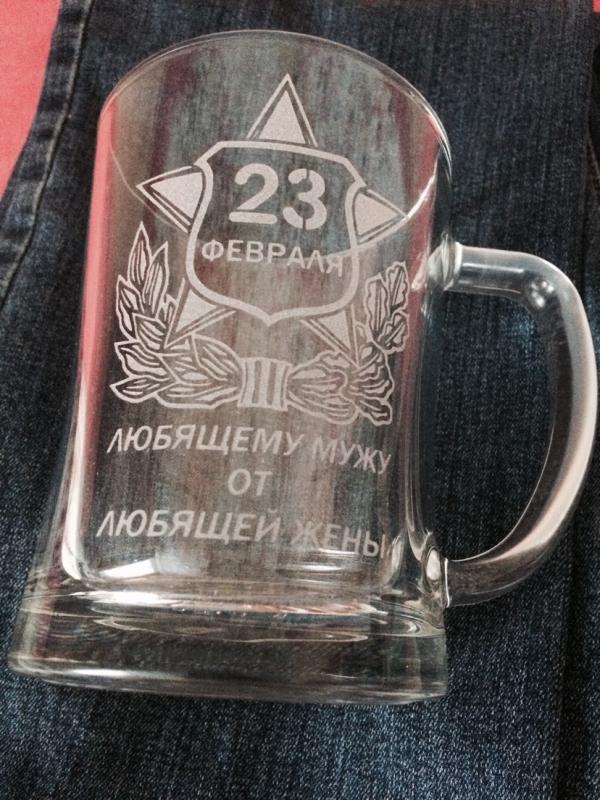 23
ФЕВРАЛЯ
ЛЮБЯЩЕМУ МУЖУ
ОТ
ЛЮБЯЩЕЙ ЖЕНЫ